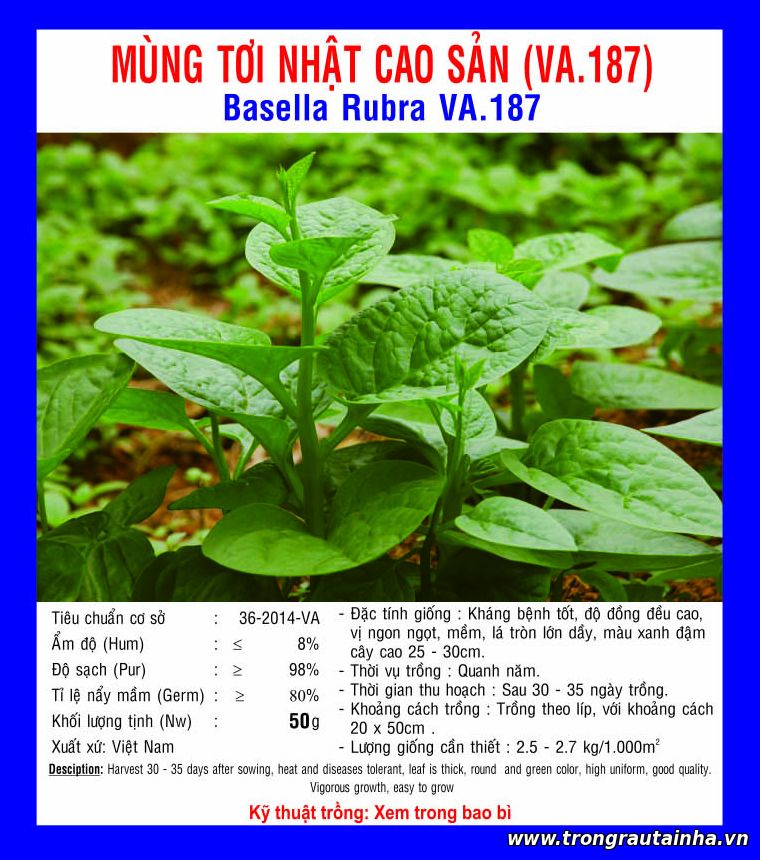 MÙNG TƠI NHẬT CAO SẢN (VA.187)
Basella Rubra VA.187
Tiêu chuẩn cơ sở : 36-2014-VA
Ẩm độ (Hum) : ≤ 8%
Độ sạch (Pur) : ≥ 98%
Tỉ lệ nẩy mầm (Germ) : ≥ 80%
Khối lượng tịnh (Nw) : 50g
Xuất xứ: Việt Nam
- Đặc tính giống : Kháng bệnh tốt, độ đồng đều cao,
vị ngon ngọt, mềm, lá tròn lớn dầy, màu xanh đậm
cây cao 25 - 30cm.
- Thời vụ trồng : Quanh năm.
- Thời gian thu hoạch : Sau 30 - 35 ngày trồng.
- Khoảng cách trồng : Trồng theo líp, với khoảng cách
20 x 50cm .
- Lượng giống cần thiết : 2.5 - 2.7 kg/1.000m²
Desciption: Harvest 30 - 35 days after sowing, heat and diseases tolerant, leaf is thick, round and green color, high uniform, good quality.
Vigorous growth, easy to grow
Kỹ thuật trồng: Xem trong bao bì
www.trongrautainha.vn